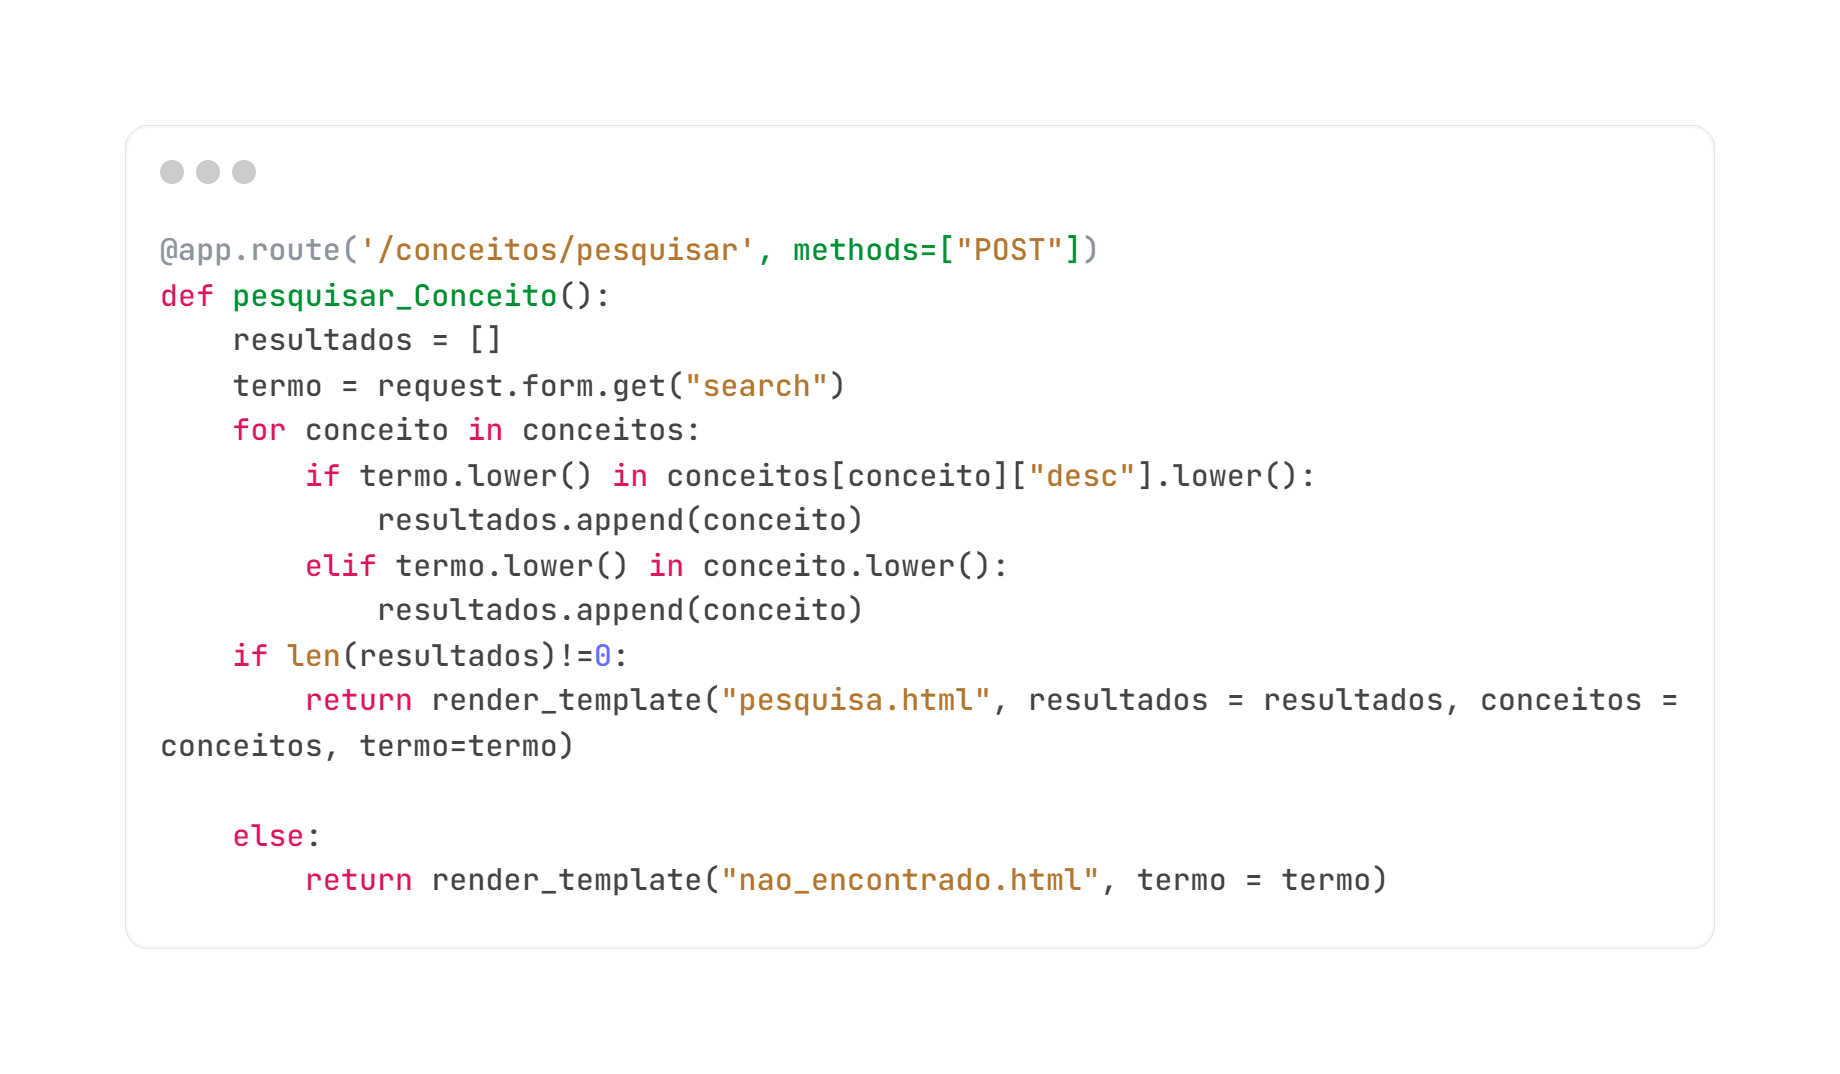 @app.route('/conceitos/pesquisar', methods=["POST"])
def pesquisar_Conceito():
    resultados = []
    termo = request.form.get("search")
    for conceito in conceitos:
        if termo.lower() in conceitos[conceito]["desc"].lower():
            resultados.append(conceito)
        elif termo.lower() in conceito.lower():
            resultados.append(conceito)
    if len(resultados)!=0:
        return render_template("pesquisa.html", resultados = resultados, conceitos =
conceitos, termo=termo)

    else:
        return render_template("nao_encontrado.html", termo = termo)